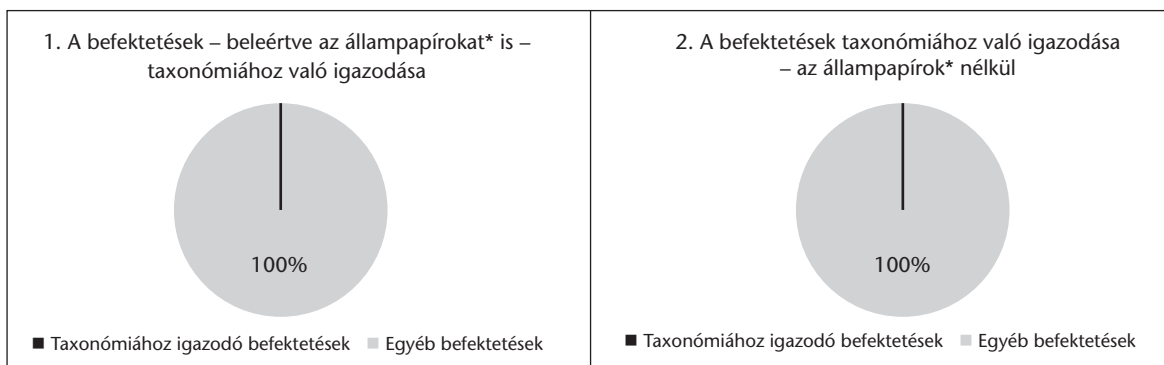 1. A befektetések – beleértve az állampapírokat* is –
taxonómiához való igazodása
100%
■ Taxonómiához igazodó befektetések ■ Egyéb befektetések
2. A befektetések taxonómiához való igazodása
– az állampapírok* nélkül
100%
■ Taxonómiához igazodó befektetések ■ Egyéb befektetések